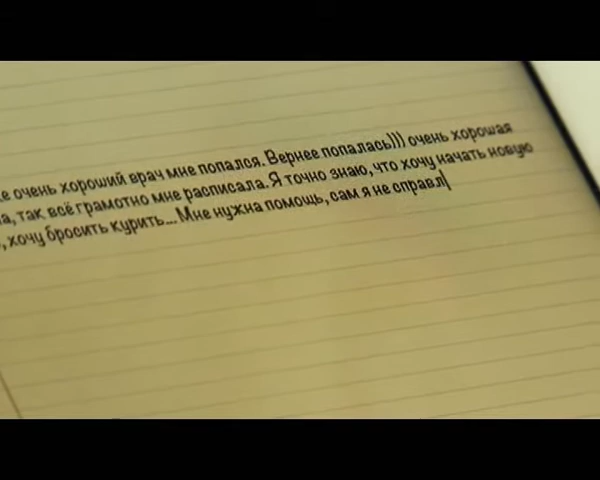 очень хороший врач мне попался. Вернее попалась))) очень хорошая
так всё грамотно мне расписала. Я точно знаю, что хочу начать новую
хочу бросить курить... Мне нужна помощь, сам я не справл